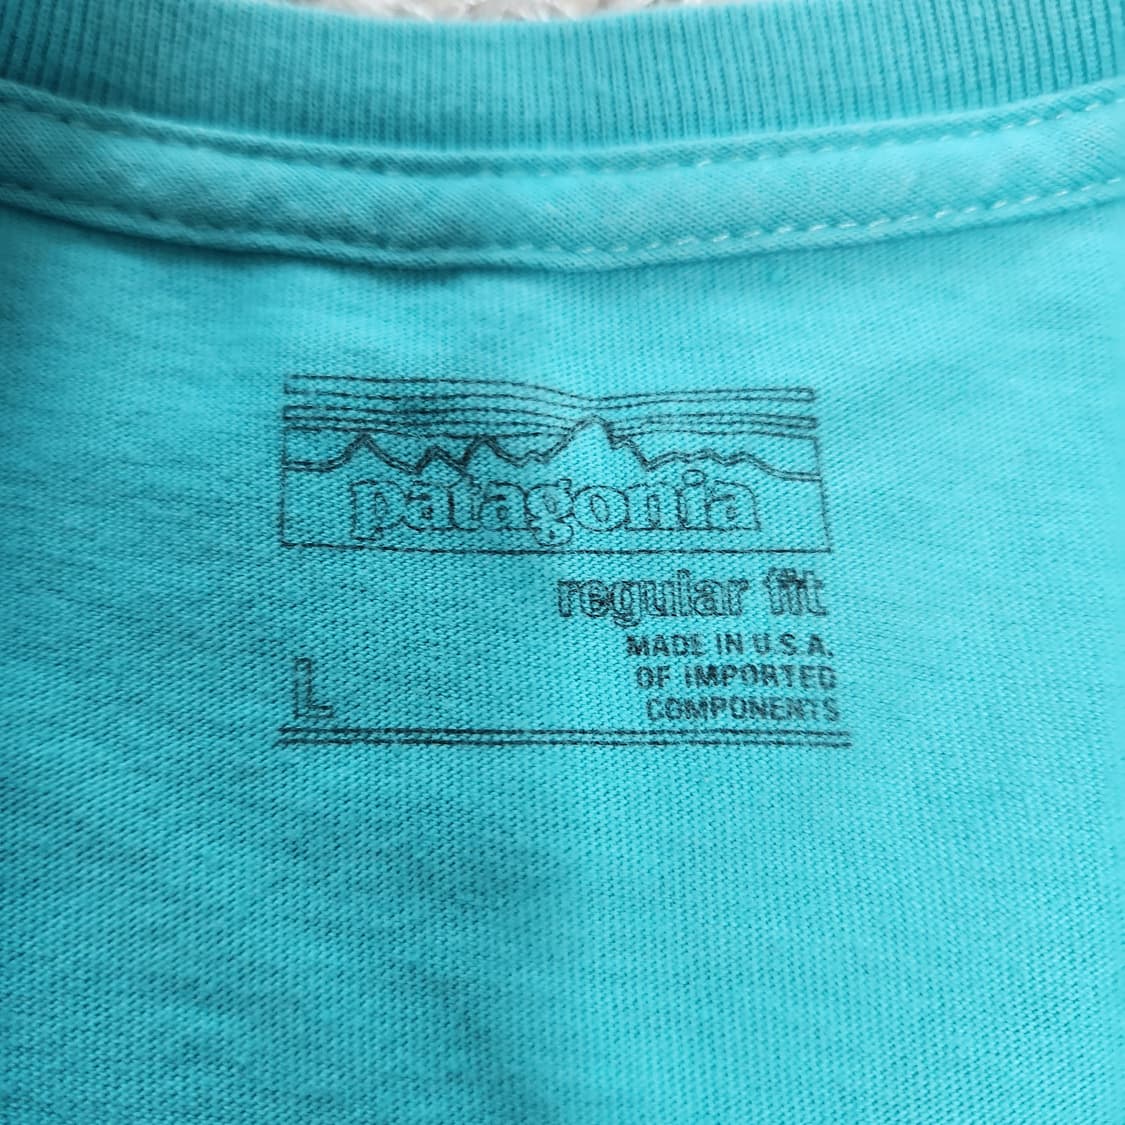 patagonia
regular fit
MADE IN U.S.A.
OF IMPORTED
COMPONENTS
L